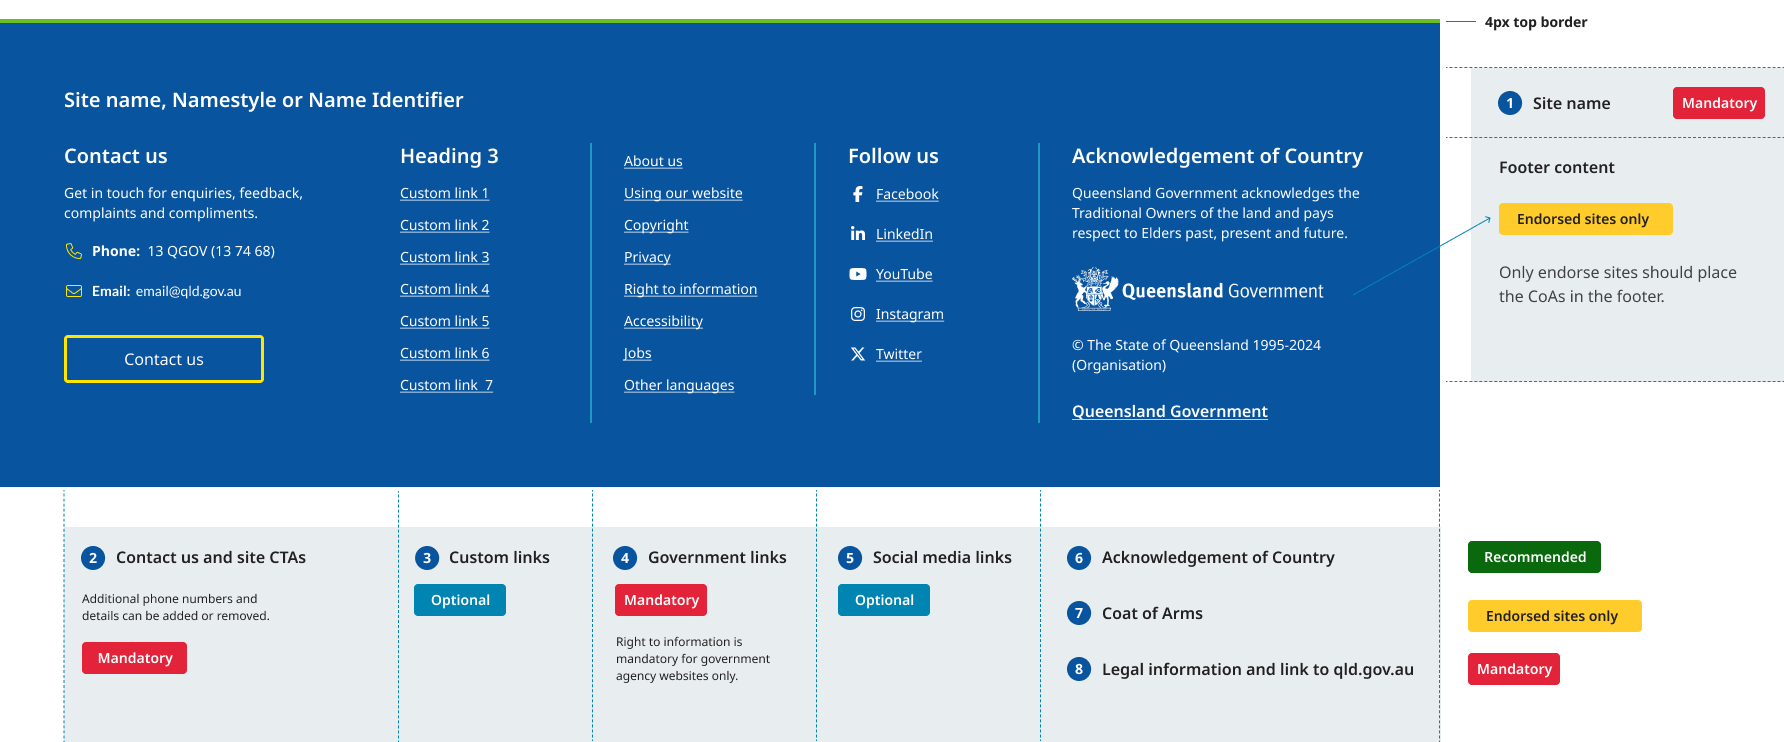 4px top border
Site name, Namestyle or Name Identifier
1 Site name Mandatory
Contact us
Get in touch for enquiries, feedback,
complaints and compliments.
Phone: 13 QGOV (13 74 68)
Email: email@qld.gov.au
Contact us
Heading 3
Custom link 1
Custom link 2
Custom link 3
Custom link 4
Custom link 5
Custom link 6
Custom link 7
About us
Using our website
Copyright
Privacy
Right to information
Accessibility
Jobs
Other languages
Follow us
Facebook
LinkedIn
YouTube
Instagram
Twitter
Acknowledgement of Country
Queensland Government acknowledges the
Traditional Owners of the land and pays
respect to Elders past, present and future.
Queensland Government
© The State of Queensland 1995-2024
(Organisation)
Queensland Government
Footer content
Endorsed sites only
Only endorse sites should place
the CoAs in the footer.
2 Contact us and site CTAs
Additional phone numbers and
details can be added or removed.
Mandatory
3 Custom links
Optional
4 Government links
Mandatory
Right to information is
mandatory for government
agency websites only.
5 Social media links
Optional
6 Acknowledgement of Country
Recommended
7 Coat of Arms
Endorsed sites only
8 Legal information and link to qld.gov.au
Mandatory